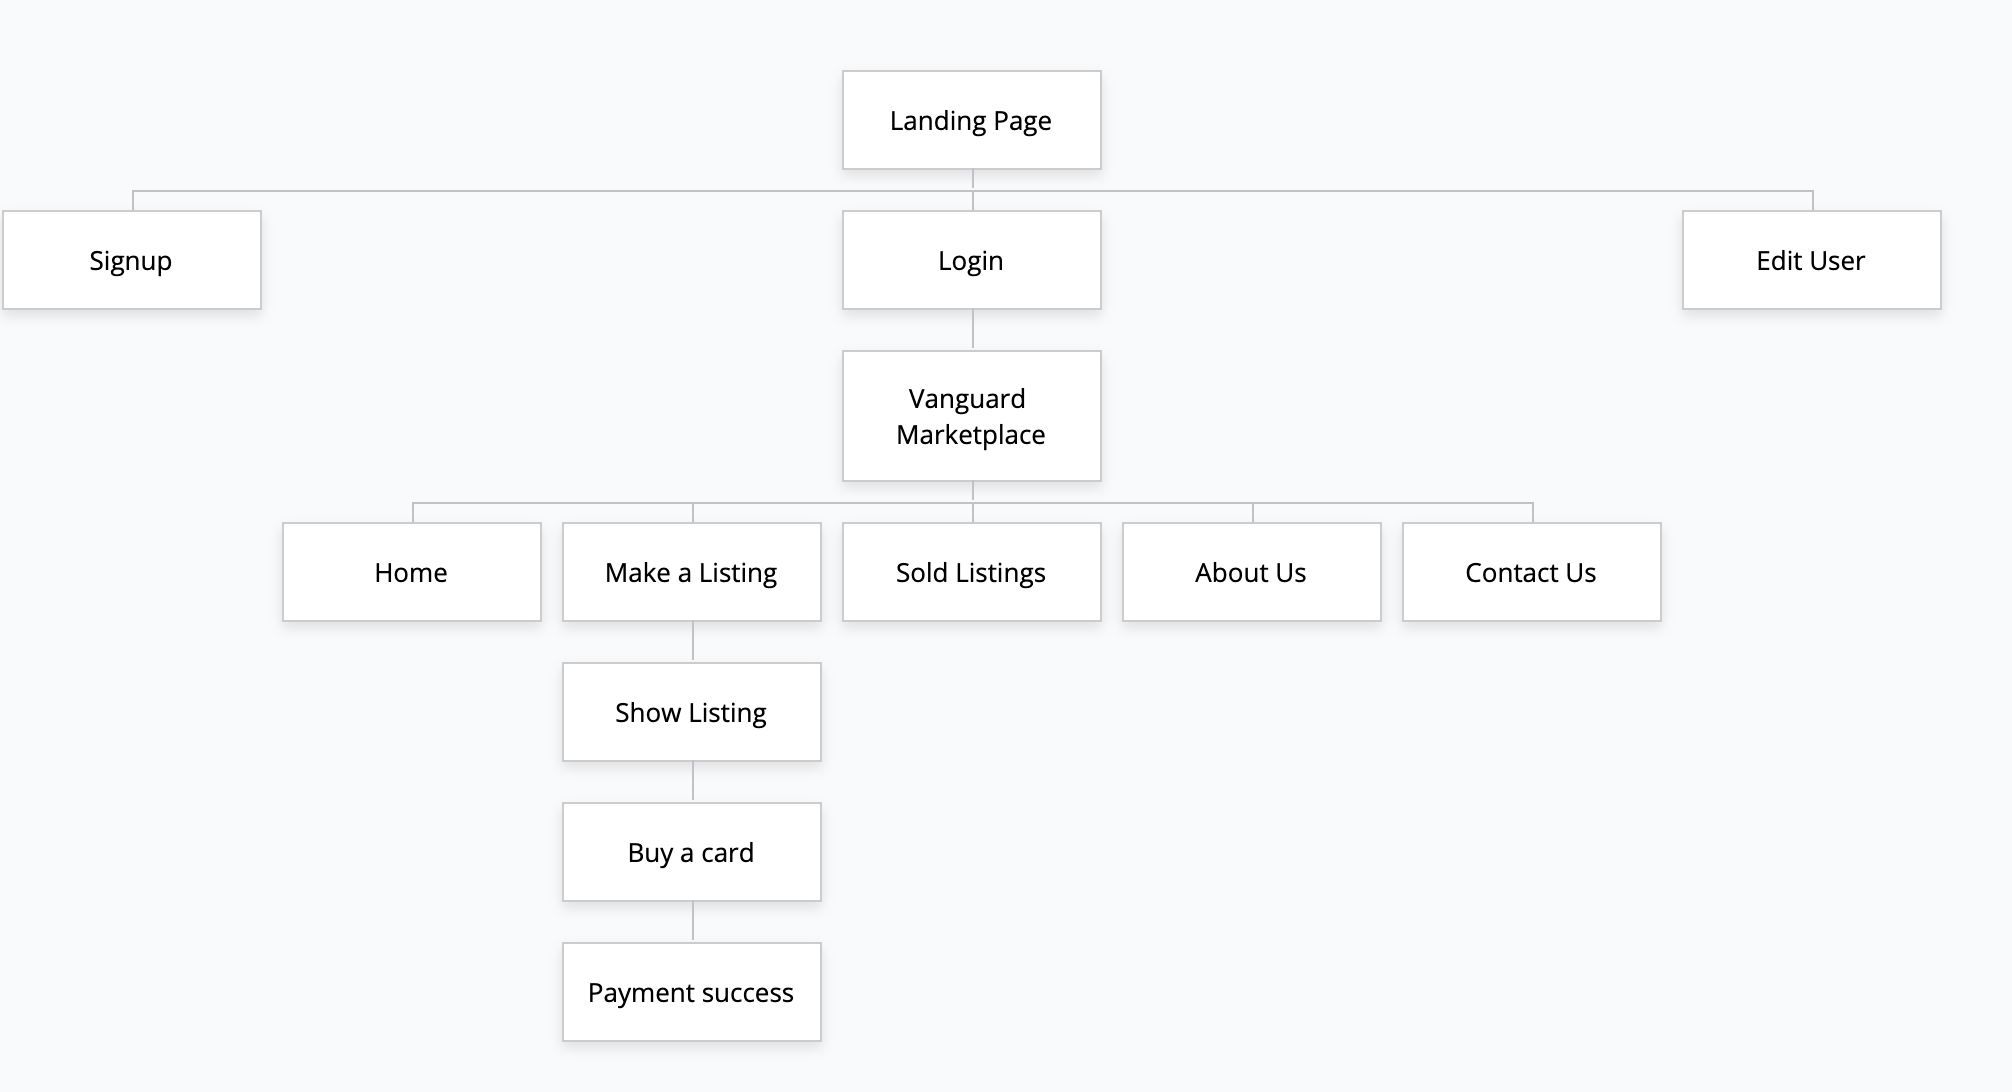 Landing Page
Signup
Login
Edit User
Vanguard
Marketplace
Home
Make a Listing
Sold Listings
About Us
Contact Us
Show Listing
Buy a card
Payment success